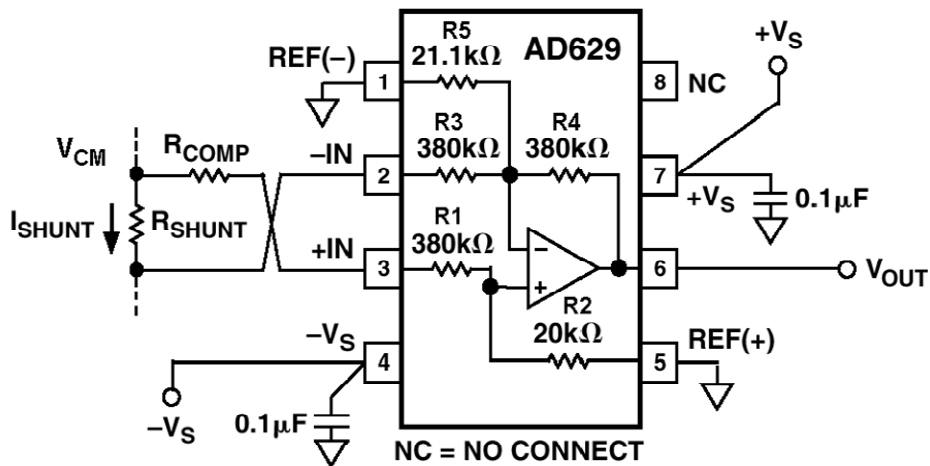 R5
21.1kΩ
AD629
+VS
REF(–)
1
8
NC
VCM
RCOMP
–IN
R3
380kΩ
R4
380kΩ
2
7
+VS
0.1µF
ISHUNT
RSHUNT
+IN
R1
380kΩ
3
–
+
6
VOUT
R2
20kΩ
–VS
4
5
REF(+)
–VS
0.1µF
NC = NO CONNECT